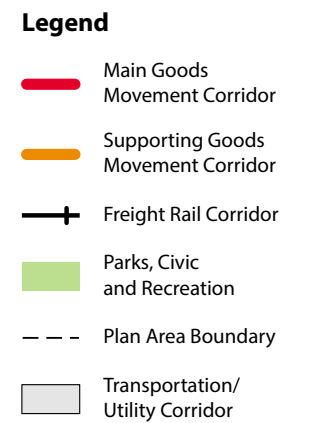 Legend
Main Goods
Movement Corridor
Supporting Goods
Movement Corridor
Freight Rail Corridor
Parks, Civic
and Recreation
Plan Area Boundary
Transportation/
Utility Corridor